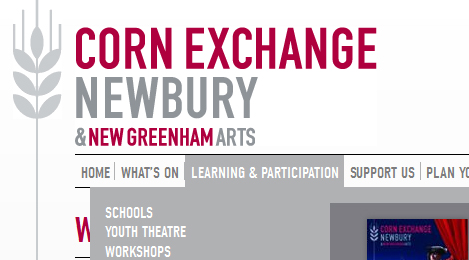 CORN EXCHANGE
NEWBURY
& NEW GREENHAM ARTS
HOME | WHAT'S ON | LEARNING & PARTICIPATION SUPPORT US | PLAN YO
W
SCHOOLS
YOUTH THEATRE
WORKSHOPS
CORN EXCHANGE
NEWBURY